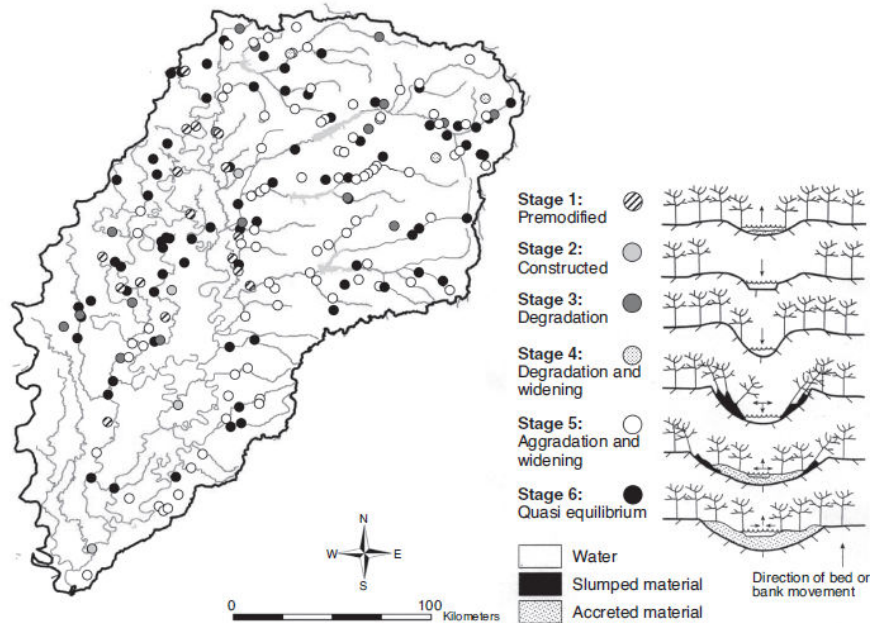 Stage 1:
Premodified
Stage 2:
Constructed
Stage 3:
Degradation
Stage 4:
Degradation and
widening
Stage 5:
Aggradation and
widening
Stage 6:
Quasi equilibrium
Water
Slumped material
Accreted material
Direction of bed or
bank movement
N
W E
S
0 100
Kilometers